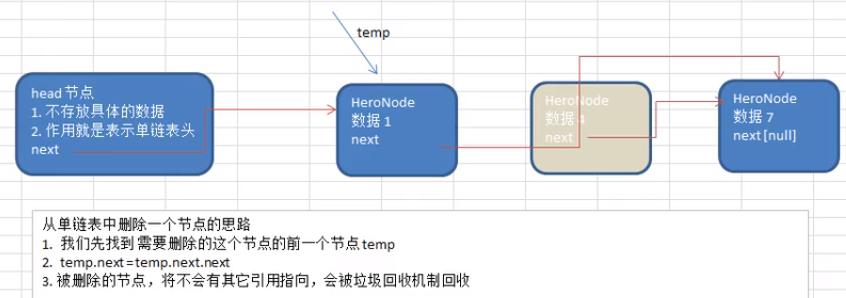 temp
head 节点
1. 不存放具体的数据
2. 作用就是表示单链表头
next
HeroNode
数据 1
next
HeroNode
数据 4
next
HeroNode
数据 7
next[null]
从单链表中删除一个节点的思路
1. 我们先找到 需要删除的这个节点的前一个节点 temp
2. temp.next=temp.next.next
3. 被删除的节点，将不会有其它引用指向，会被垃圾回收机制回收